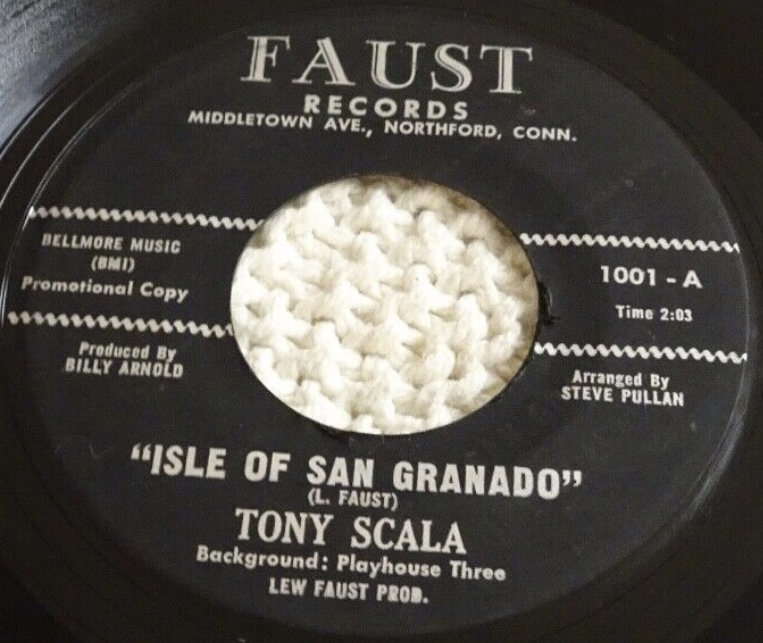 FAUST
RECORDS
MIDDLETOWN AVE., NORTHFORD, CONN.
BELLMORE MUSIC
(BMI)
Promotional Copy
Produced By
BILLY ARNOLD
1001 - A
Time 2:03
Arranged By
STEVE PULLAN
"ISLE OF SAN GRANADO"
(L. FAUST)
TONY SCALA
Background: Playhouse Three
LEW FAUST PROD.